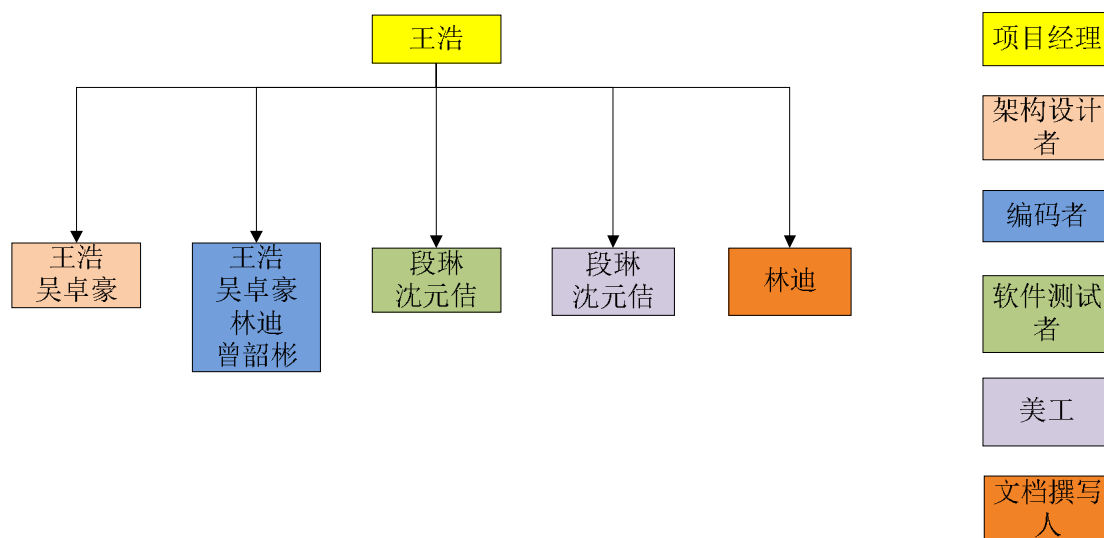 王浩
王浩
吴卓豪
王浩
吴卓豪
林迪
曾韶彬
段琳
沈元佶
段琳
沈元佶
林迪
项目经理
架构设计
者
编码者
软件测试
者
美工
文档撰写
人